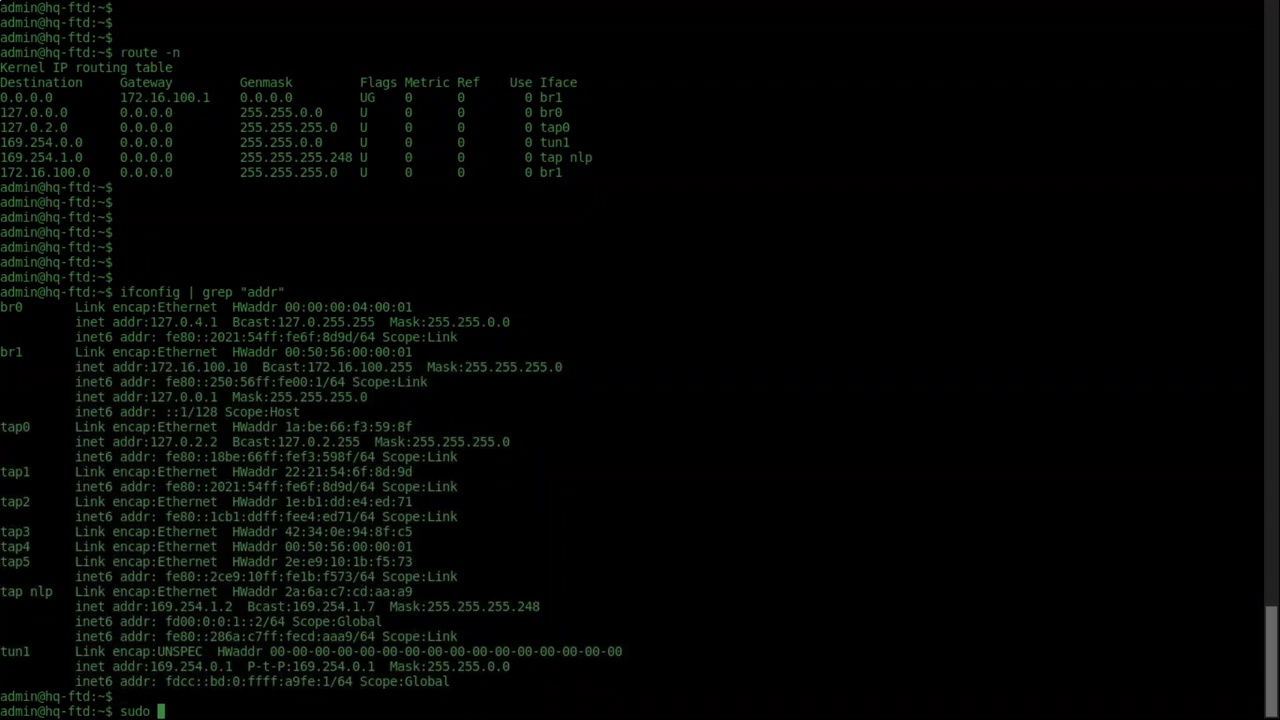 admin@hq-ftd:~$
admin@hq-ftd:~$
admin@hq-ftd:~$
admin@hq-ftd:~$ route -n
Kernel IP routing table
Destination     Gateway         Genmask         Flags Metric Ref    Use Iface
0.0.0.0         172.16.100.1    0.0.0.0         UG    0      0        0 br1
127.0.0.0       0.0.0.0         255.255.0.0     U     0      0        0 br0
127.0.2.0       0.0.0.0         255.255.255.0   U     0      0        0 tap0
169.254.0.0     0.0.0.0         255.255.0.0     U     0      0        0 tun1
169.254.1.0     0.0.0.0         255.255.255.248 U     0      0        0 tap nlp
172.16.100.0    0.0.0.0         255.255.255.0   U     0      0        0 br1
admin@hq-ftd:~$
admin@hq-ftd:~$
admin@hq-ftd:~$
admin@hq-ftd:~$
admin@hq-ftd:~$
admin@hq-ftd:~$
admin@hq-ftd:~$
admin@hq-ftd:~$ ifconfig | grep "addr"
br0       Link encap:Ethernet  HWaddr 00:00:00:04:00:01
          inet addr:127.0.4.1  Bcast:127.0.255.255  Mask:255.255.0.0
          inet6 addr: fe80::2021:54ff:fe6f:8d9d/64 Scope:Link
br1       Link encap:Ethernet  HWaddr 00:50:56:00:00:01
          inet addr:172.16.100.10  Bcast:172.16.100.255  Mask:255.255.255.0
          inet6 addr: fe80::250:56ff:fe00:1/64 Scope:Link
          inet addr:127.0.0.1  Mask:255.255.255.0
          inet6 addr: ::1/128 Scope:Host
tap0      Link encap:Ethernet  HWaddr 1a:be:66:f3:59:8f
          inet addr:127.0.2.2  Bcast:127.0.2.255  Mask:255.255.255.0
          inet6 addr: fe80::18be:66ff:fef3:598f/64 Scope:Link
tap1      Link encap:Ethernet  HWaddr 22:21:54:6f:8d:9d
          inet6 addr: fe80::2021:54ff:fe6f:8d9d/64 Scope:Link
tap2      Link encap:Ethernet  HWaddr 1e:b1:dd:e4:ed:71
          inet6 addr: fe80::1cb1:ddff:fee4:ed71/64 Scope:Link
tap3      Link encap:Ethernet  HWaddr 42:34:0e:94:8f:c5
tap4      Link encap:Ethernet  HWaddr 00:50:56:00:00:01
tap5      Link encap:Ethernet  HWaddr 2e:e9:10:1b:f5:73
          inet6 addr: fe80::2ce9:10ff:fe1b:f573/64 Scope:Link
tap nlp   Link encap:Ethernet  HWaddr 2a:6a:c7:cd:aa:a9
          inet addr:169.254.1.2  Bcast:169.254.1.7  Mask:255.255.255.248
          inet6 addr: fd00:0:0:1::2/64 Scope:Global
          inet6 addr: fe80::286a:c7ff:fecd:aaa9/64 Scope:Link
tun1      Link encap:UNSPEC  HWaddr 00-00-00-00-00-00-00-00-00-00-00-00-00-00-00-00
          inet addr:169.254.0.1  P-t-P:169.254.0.1  Mask:255.255.0.0
          inet6 addr: fdcc::bd:0:ffff:a9fe:1/64 Scope:Global
admin@hq-ftd:~$
admin@hq-ftd:~$ sudo